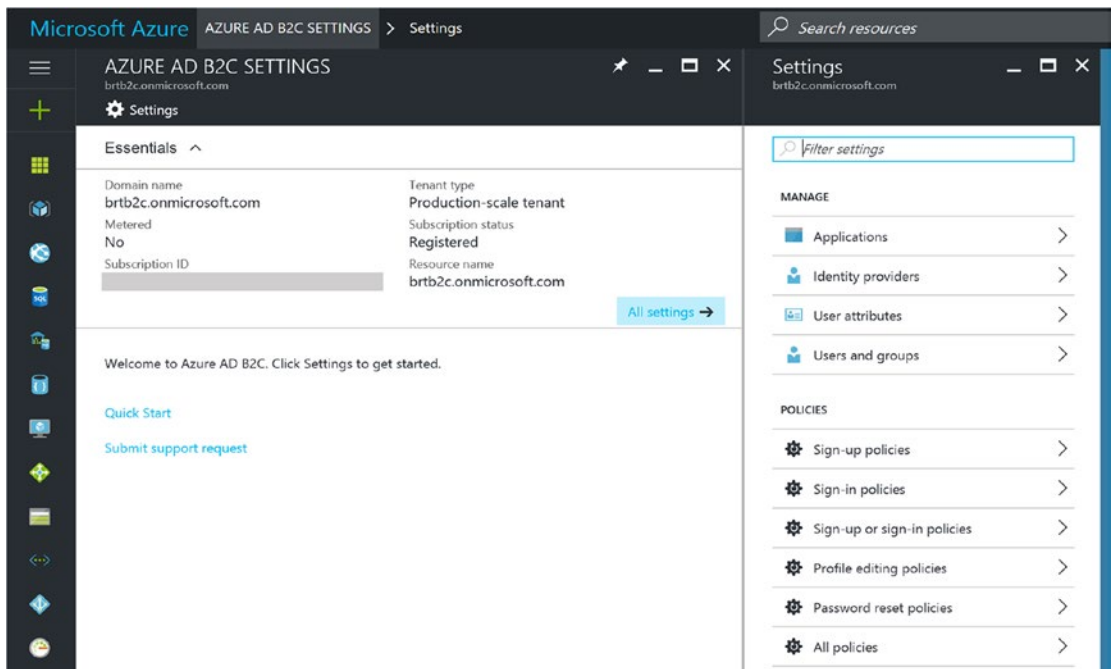 Microsoft Azure AZURE AD B2C SETTINGS > Settings
Search resources
AZURE AD B2C SETTINGS
brtb2c.onmicrosoft.com
Settings
Essentials
Domain name
brtb2c.onmicrosoft.com
Metered
No
Subscription ID
Tenant type
Production-scale tenant
Subscription status
Registered
Resource name
brtb2c.onmicrosoft.com
All settings →
Welcome to Azure AD B2C. Click Settings to get started.
Quick Start
Submit support request
Settings
brtb2c.onmicrosoft.com
Filter settings
MANAGE
Applications
Identity providers
User attributes
Users and groups
POLICIES
Sign-up policies
Sign-in policies
Sign-up or sign-in policies
Profile editing policies
Password reset policies
All policies
SQL